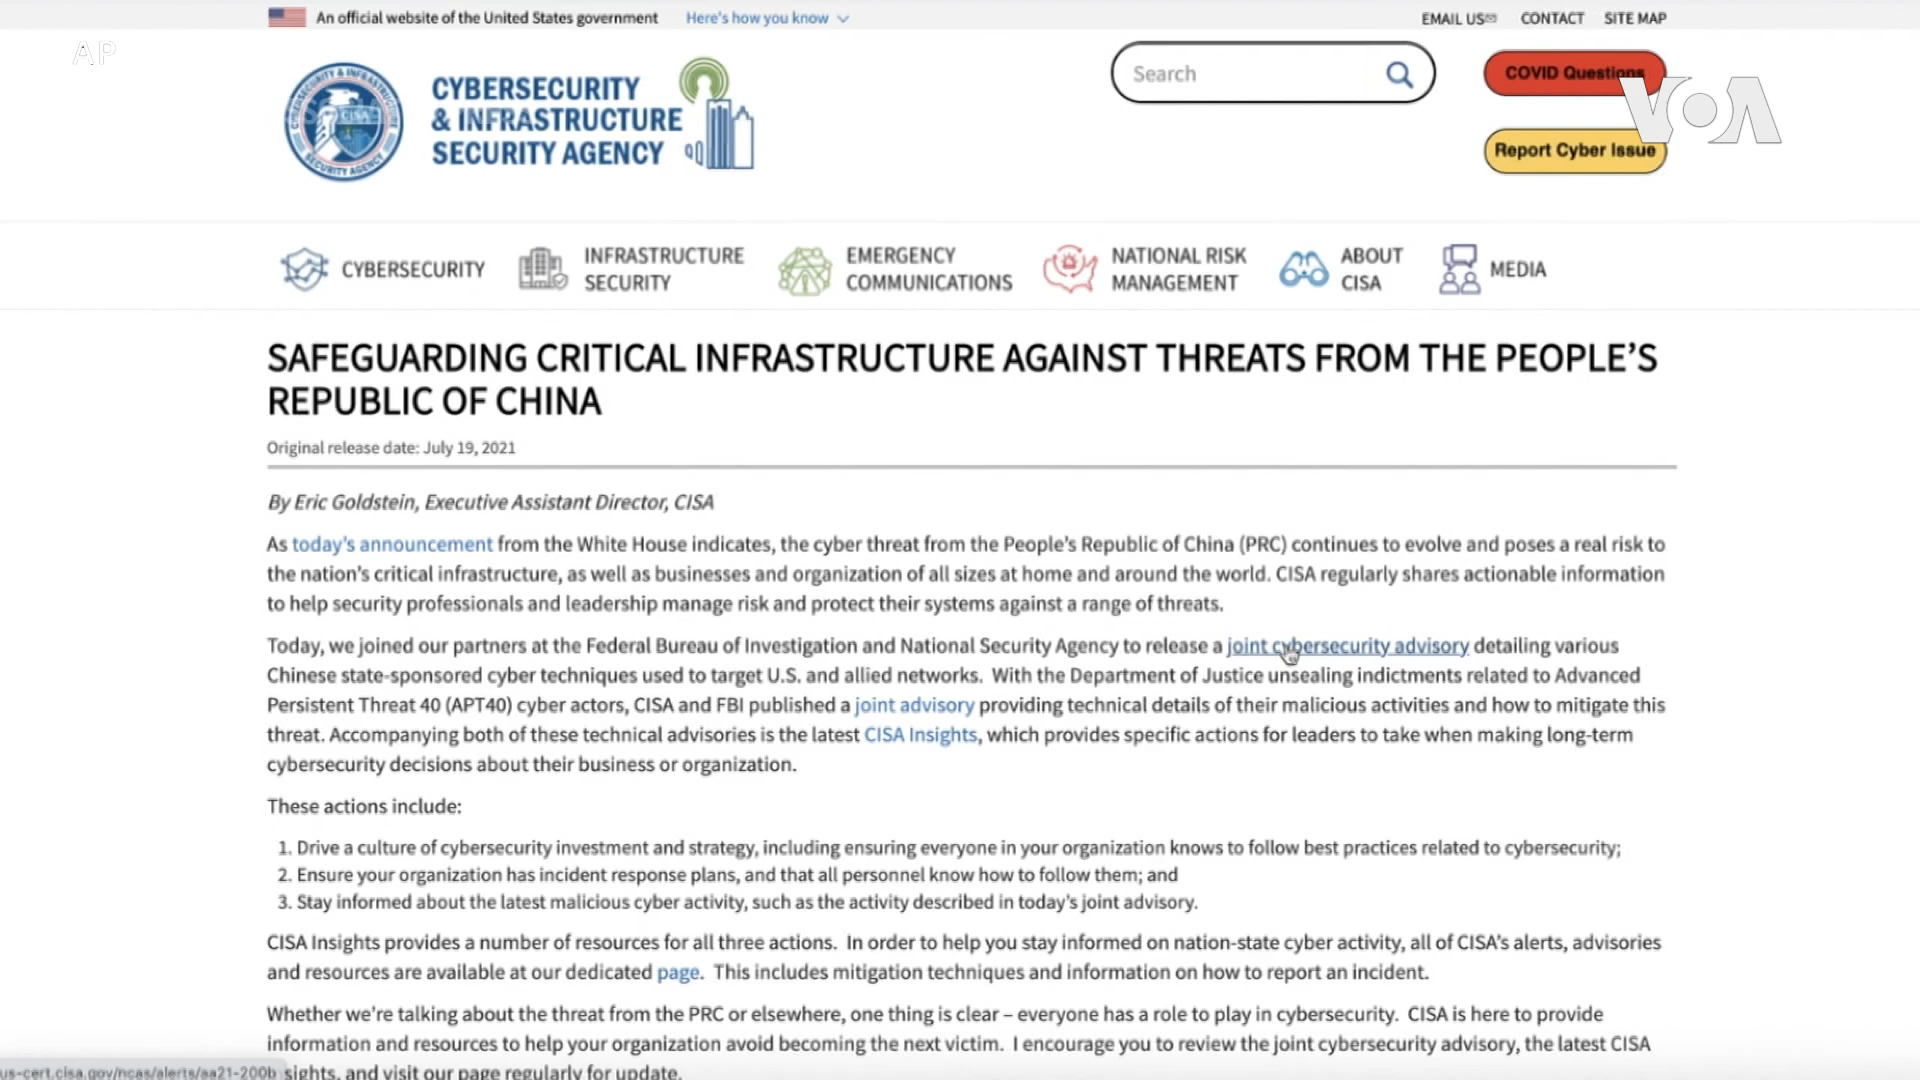 An official website of the United States government Here's how you know
EMAIL US CONTACT SITE MAP
AP
CYBERSECURITY & INFRASTRUCTURE
CISA
SECURITY AGENCY
CYBERSECURITY
& INFRASTRUCTURE
SECURITY AGENCY
Search
COVID Questions
VOA
Report Cyber Issue
CYBERSECURITY
INFRASTRUCTURE
SECURITY
EMERGENCY
COMMUNICATIONS
NATIONAL RISK
MANAGEMENT
ABOUT
CISA
MEDIA
SAFEGUARDING CRITICAL INFRASTRUCTURE AGAINST THREATS FROM THE PEOPLE'S
REPUBLIC OF CHINA
Original release date: July 19, 2021
By Eric Goldstein, Executive Assistant Director, CISA
As today's announcement from the White House indicates, the cyber threat from the People's Republic of China (PRC) continues to evolve and poses a real risk to
the nation's critical infrastructure, as well as businesses and organization of all sizes at home and around the world. CISA regularly shares actionable information
to help security professionals and leadership manage risk and protect their systems against a range of threats.
Today, we joined our partners at the Federal Bureau of Investigation and National Security Agency to release a joint cybersecurity advisory detailing various
Chinese state-sponsored cyber techniques used to target U.S. and allied networks. With the Department of Justice unsealing indictments related to Advanced
Persistent Threat 40 (APT40) cyber actors, CISA and FBI published a joint advisory providing technical details of their malicious activities and how to mitigate this
threat. Accompanying both of these technical advisories is the latest CISA Insights, which provides specific actions for leaders to take when making long-term
cybersecurity decisions about their business or organization.
These actions include:
1. Drive a culture of cybersecurity investment and strategy, including ensuring everyone in your organization knows to follow best practices related to cybersecurity;
2. Ensure your organization has incident response plans, and that all personnel know how to follow them; and
3. Stay informed about the latest malicious cyber activity, such as the activity described in today's joint advisory.
CISA Insights provides a number of resources for all three actions. In order to help you stay informed on nation-state cyber activity, all of CISA's alerts, advisories
and resources are available at our dedicated page. This includes mitigation techniques and information on how to report an incident.
Whether we're talking about the threat from the PRC or elsewhere, one thing is clear – everyone has a role to play in cybersecurity. CISA is here to provide
information and resources to help your organization avoid becoming the next victim. I encourage you to review the joint cybersecurity advisory, the latest CISA
sights, and visit our page regularly for update.
us-cert.cisa.gov/ncas/alerts/aa21-200b